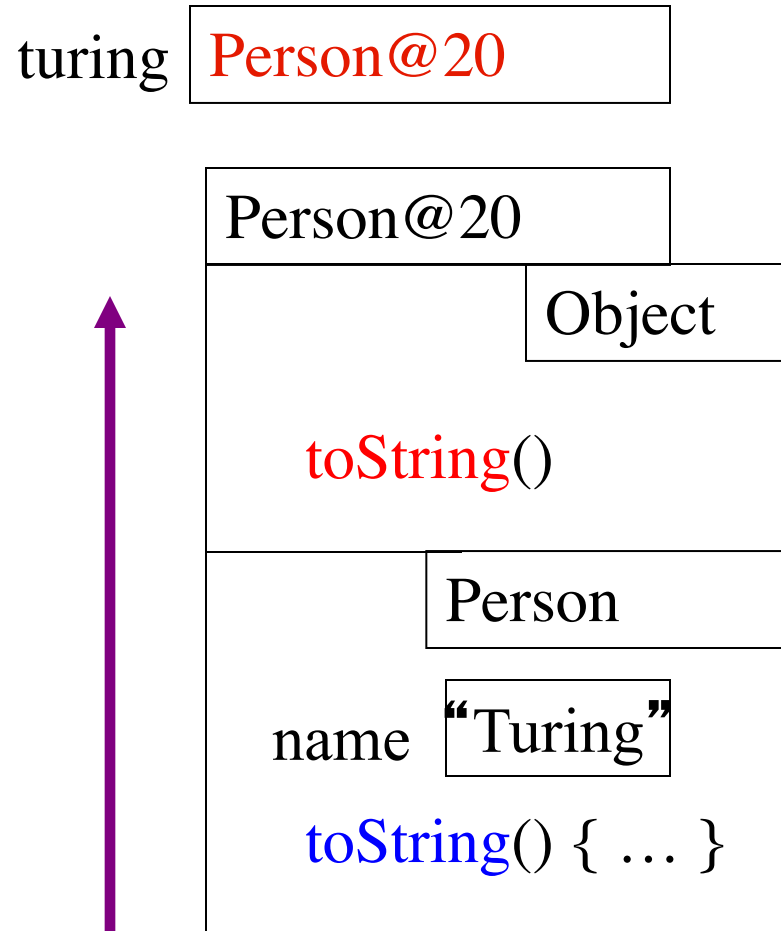 turing Person@20
Person@20
Object
toString()
Person
name “Turing”
toString() { … }